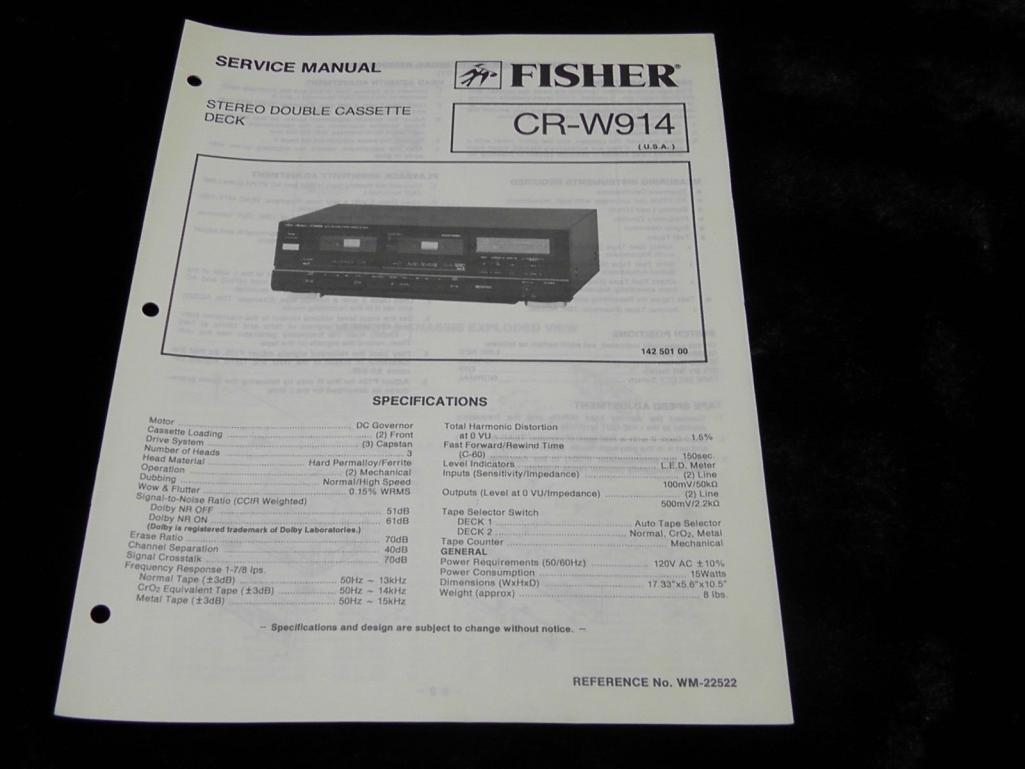 SERVICE MANUAL
FISHER®
STEREO DOUBLE CASSETTE
DECK
CR-W914
(U.S.A.)
142 501 00
SPECIFICATIONS
Motor ........ DC Governor
Cassette Loading ........ (2) Front
Drive System ........ (3) Capstan
Number of Heads ........ 3
Head Material ........ Hard Permalloy/Ferrite
Operation ........ (2) Mechanical
Dubbing ........ Normal/High Speed
Wow & Flutter ........ 0.15% WRMS
Signal-to-Noise Ratio (CCIR Weighted)
Dolby NR OFF ........ 51dB
Dolby NR ON ........ 61dB
(Dolby is registered trademark of Dolby Laboratories.)
Erase Ratio ........ 70dB
Channel Separation ........ 40dB
Signal Crosstalk ........ 70dB
Frequency Response 1-7/8 ips.
Normal Tape (±3dB) ........ 50Hz ~ 13kHz
CrO2 Equivalent Tape (±3dB) ........ 50Hz ~ 14kHz
Metal Tape (±3dB) ........ 50Hz ~ 15kHz
Total Harmonic Distortion
at 0 VU ........ 1.5%
Fast Forward/Rewind Time
(C-60) ........ 150sec.
Level Indicators ........ L.E.D. Meter
Inputs (Sensitivity/Impedance) ........ (2) Line
100mV/50kΩ
Outputs (Level at 0 VU/Impedance) ........ (2) Line
500mV/2.2kΩ
Tape Selector Switch
DECK 1 ........ Auto Tape Selector
DECK 2 ........ Normal, CrO2, Metal
Tape Counter ........ Mechanical
GENERAL
Power Requirements (50/60Hz) ........ 120V AC ±10%
Power Consumption ........ 15Watts
Dimensions (WxHxD) ........ 17.33"x5.6"x10.5"
Weight (approx) ........ 8 lbs.
— Specifications and design are subject to change without notice. —
REFERENCE No. WM-22522